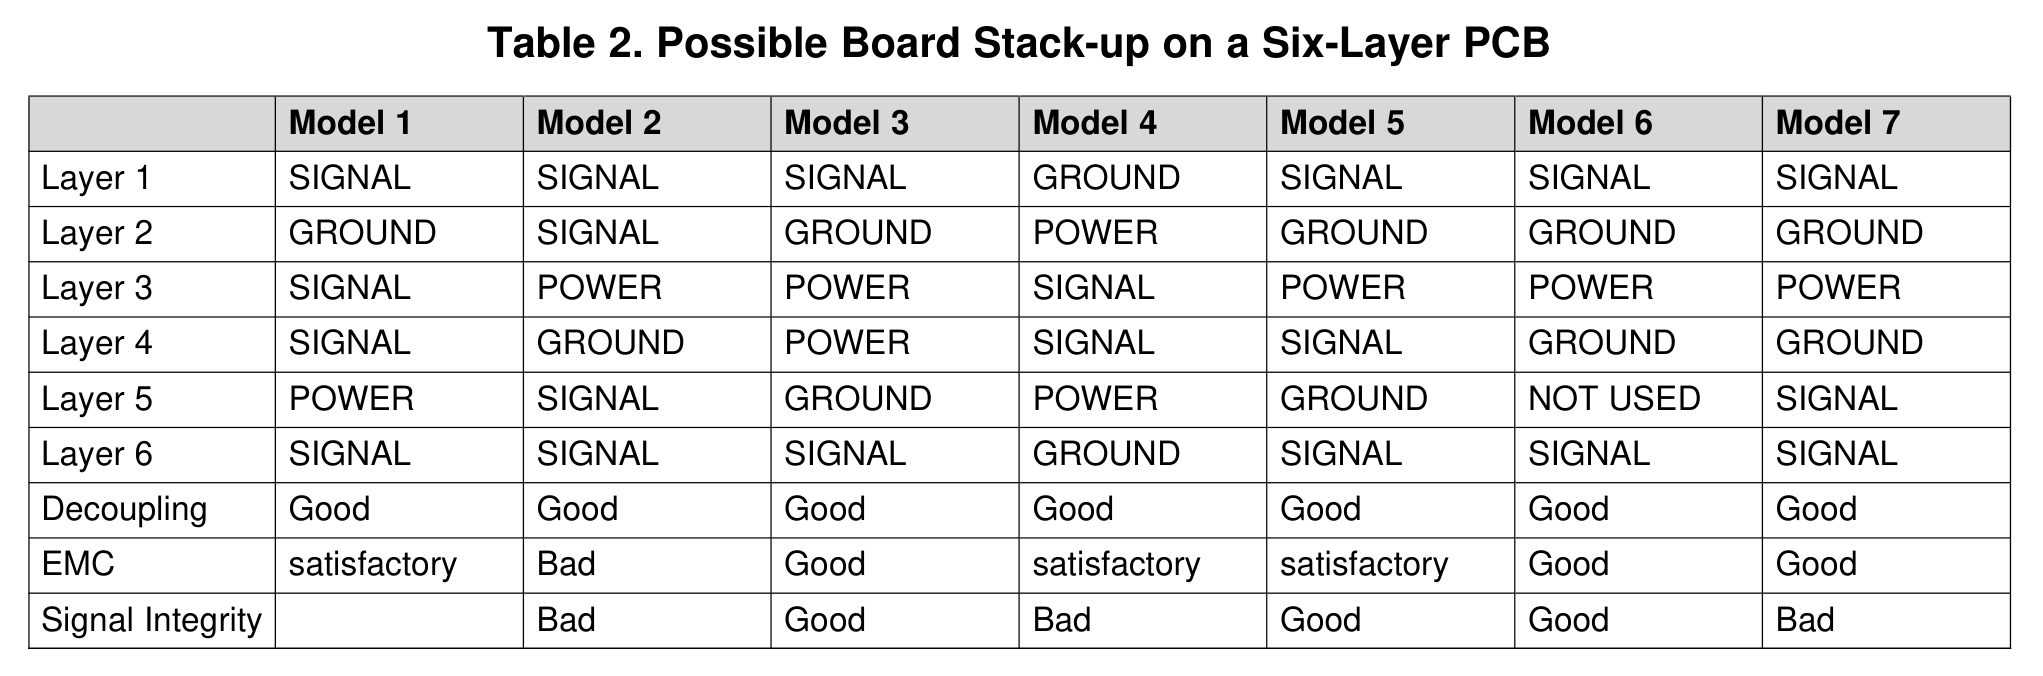 Table 2. Possible Board Stack-up on a Six-Layer PCB
Model 1 Model 2 Model 3 Model 4 Model 5 Model 6 Model 7
Layer 1 SIGNAL SIGNAL SIGNAL GROUND SIGNAL SIGNAL SIGNAL
Layer 2 GROUND SIGNAL GROUND POWER GROUND GROUND GROUND
Layer 3 SIGNAL POWER POWER SIGNAL POWER POWER POWER
Layer 4 SIGNAL GROUND POWER SIGNAL SIGNAL GROUND GROUND
Layer 5 POWER SIGNAL GROUND POWER GROUND NOT USED SIGNAL
Layer 6 SIGNAL SIGNAL SIGNAL GROUND SIGNAL SIGNAL SIGNAL
Decoupling Good Good Good Good Good Good Good
EMC satisfactory Bad Good satisfactory satisfactory Good Good
Signal Integrity Bad Good Bad Good Good Bad